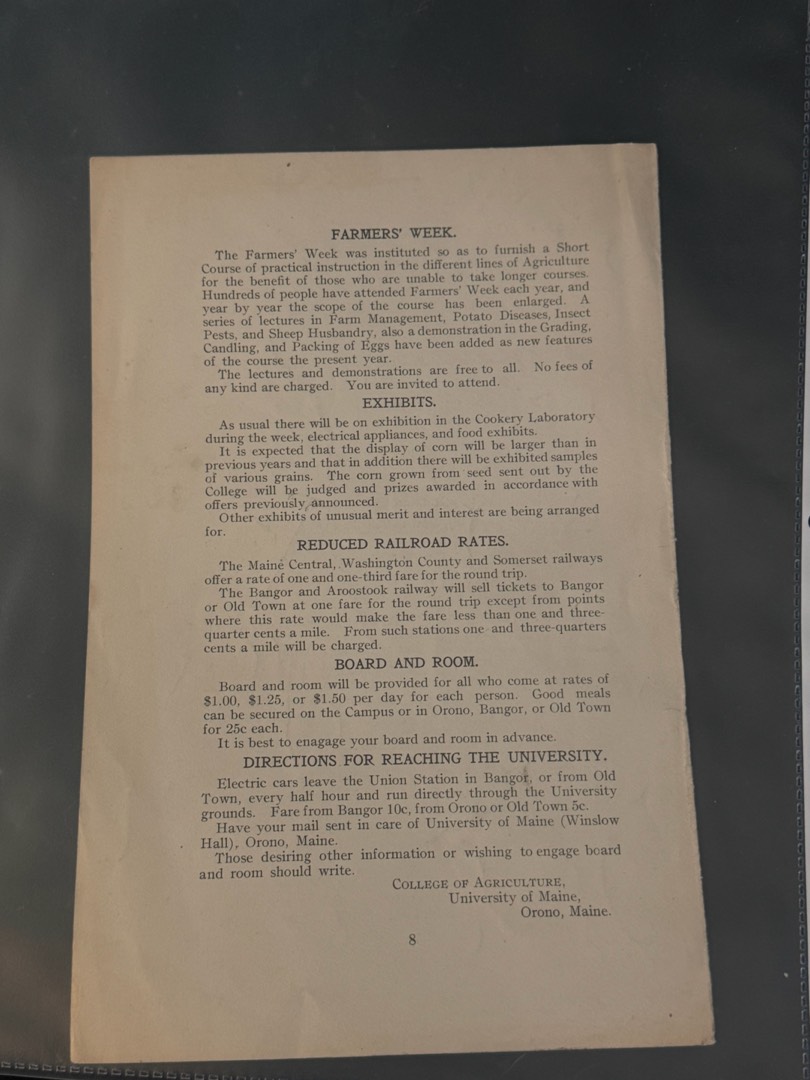 FARMERS' WEEK.
The Farmers' Week was instituted so as to furnish a Short
Course of practical instruction in the different lines of Agriculture
for the benefit of those who are unable to take longer courses.
Hundreds of people have attended Farmers' Week each year, and
year by year the scope of the course has been enlarged. A
series of lectures in Farm Management, Potato Diseases, Insect
Pests, and Sheep Husbandry, also a demonstration in the Grading,
Candling, and Packing of Eggs have been added as new features
of the course the present year.
The lectures and demonstrations are free to all. No fees of
any kind are charged. You are invited to attend.
EXHIBITS.
As usual there will be on exhibition in the Cookery Laboratory
during the week, electrical appliances, and food exhibits.
It is expected that the display of corn will be larger than in
previous years and that in addition there will be exhibited samples
of various grains. The corn grown from seed sent out by the
College will be judged and prizes awarded in accordance with
offers previously announced.
Other exhibits of unusual merit and interest are being arranged
for.
REDUCED RAILROAD RATES.
The Maine Central, Washington County and Somerset railways
offer a rate of one and one-third fare for the round trip.
The Bangor and Aroostook railway will sell tickets to Bangor
or Old Town at one fare for the round trip except from points
where this rate would make the fare less than one and three-
quarter cents a mile. From such stations one and three-quarters
cents a mile will be charged.
BOARD AND ROOM.
Board and room will be provided for all who come at rates of
$1.00, $1.25, or $1.50 per day for each person. Good meals
can be secured on the Campus or in Orono, Bangor, or Old Town
for 25c each.
It is best to enagage your board and room in advance.
DIRECTIONS FOR REACHING THE UNIVERSITY.
Electric cars leave the Union Station in Bangor, or from Old
Town, every half hour and run directly through the University
grounds. Fare from Bangor 10c, from Orono or Old Town 5c.
Have your mail sent in care of University of Maine (Winslow
Hall), Orono, Maine.
Those desiring other information or wishing to engage board
and room should write.
COLLEGE OF AGRICULTURE,
University of Maine,
Orono, Maine.
8